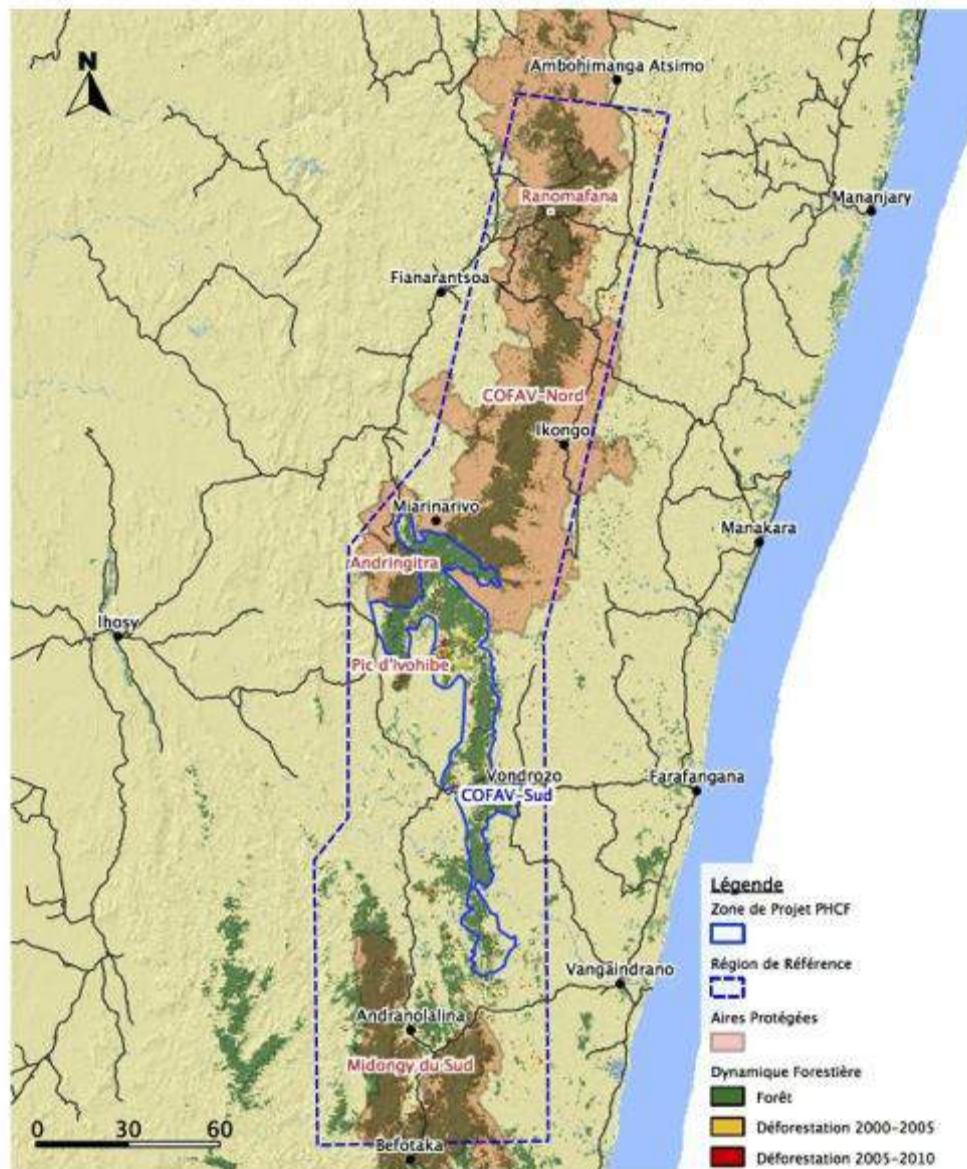 N
Ambohimanga Atsimo
Ranomafana
Mananjary
Fianarantsoa
COFAV-Nord
Ikongo
Miarinarivo
Manakara
Andringitra
Ihosy
Pic d'Ivohibe
Vondrozo
Farafangana
COFAV-Sud
Légende
Zone de Projet PHCF
Région de Référence
Vangaindrano
Aires Protégées
Andranolalina
Midongy du Sud
Dynamique Forestière
Forêt
Déforestation 2000-2005
Déforestation 2005-2010
0 30 60
Befotaka